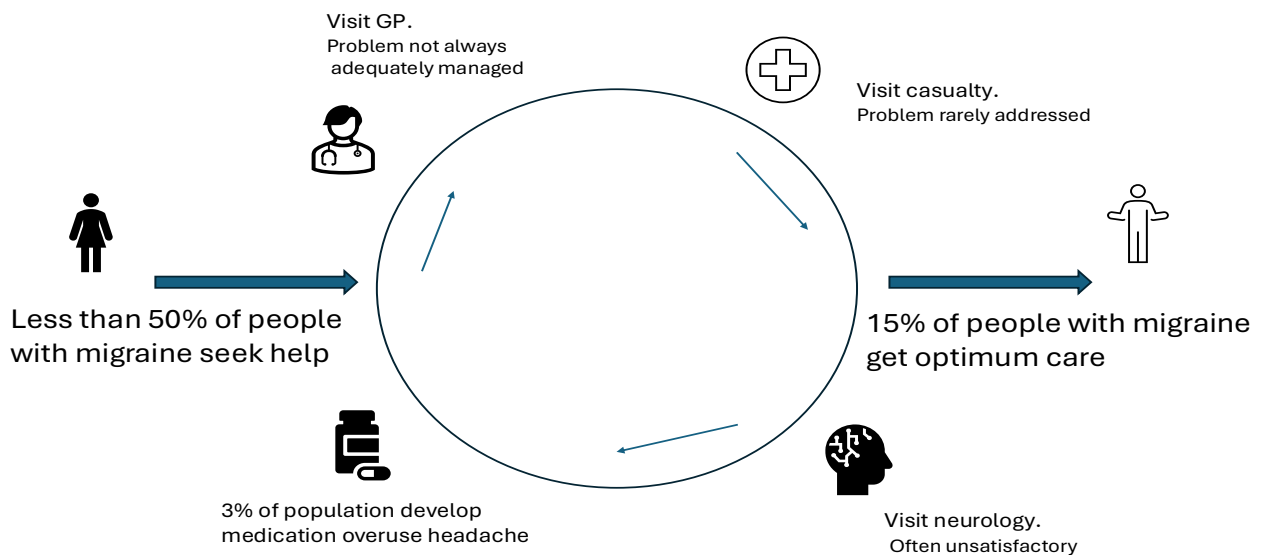 Visit GP.
Problem not always
adequately managed
Visit casualty.
Problem rarely addressed
Less than 50% of people
with migraine seek help
15% of people with migraine
get optimum care
3% of population develop
medication overuse headache
Visit neurology.
Often unsatisfactory